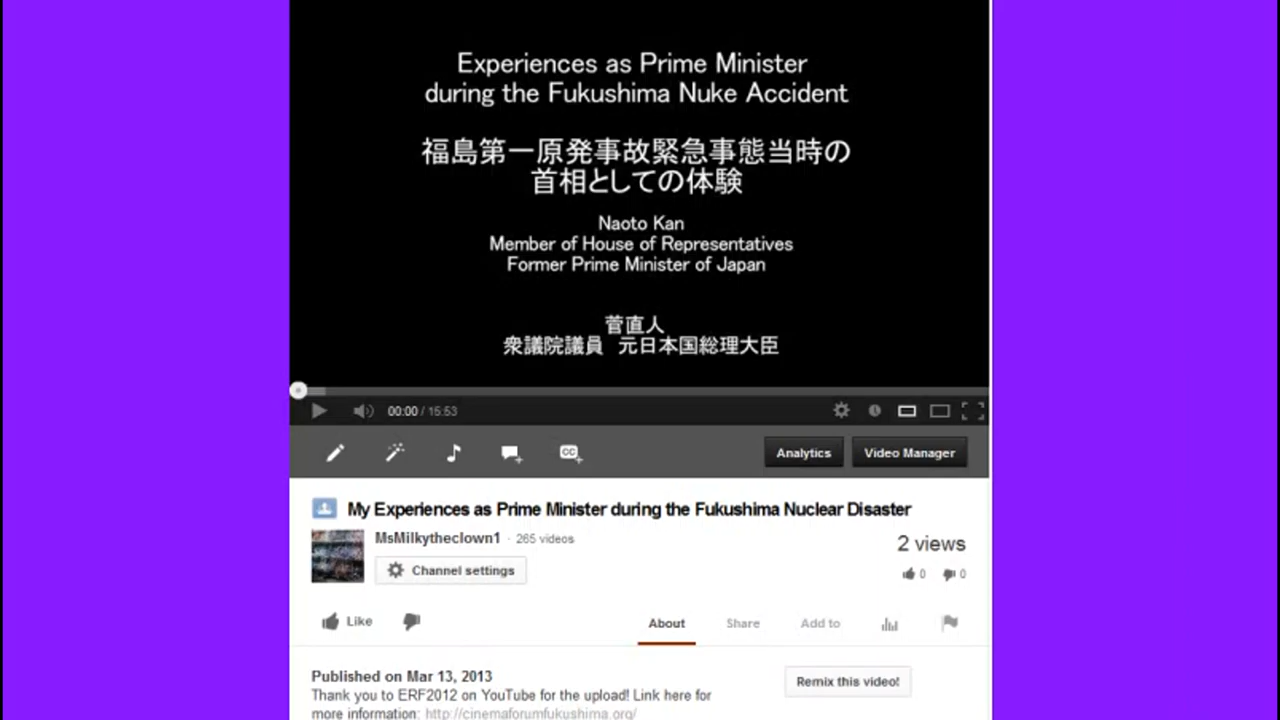 Experiences as Prime Minister
during the Fukushima Nuke Accident
福島第一原発事故緊急事態当時の
首相としての体験
Naoto Kan
Member of House of Representatives
Former Prime Minister of Japan
菅直人
衆議院議員 元日本国総理大臣
00:00 / 15:53
CC
Analytics
Video Manager
My Experiences as Prime Minister during the Fukushima Nuclear Disaster
MsMilkytheclown1 · 265 videos
2 views
Channel settings
0 0
Like
About Share Add to
Published on Mar 13, 2013
Remix this video!
Thank you to ERF2012 on YouTube for the upload! Link here for
more information: http://cinemaforumfukushima.org/